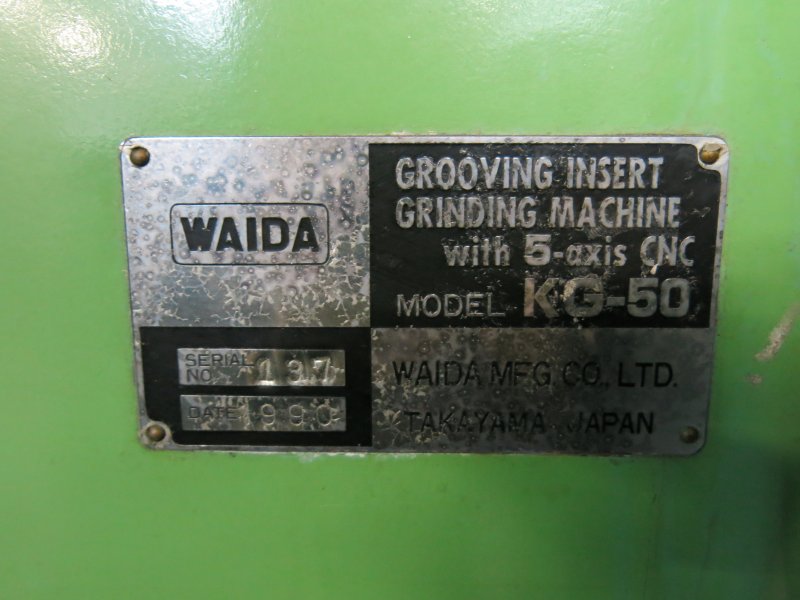 WAIDA
GROOVING INSERT
GRINDING MACHINE
with 5-axis CNC
MODEL KG-50
SERIAL NO. 137
DATE 1990
WAIDA MFG. CO., LTD.
TAKAYAMA JAPAN